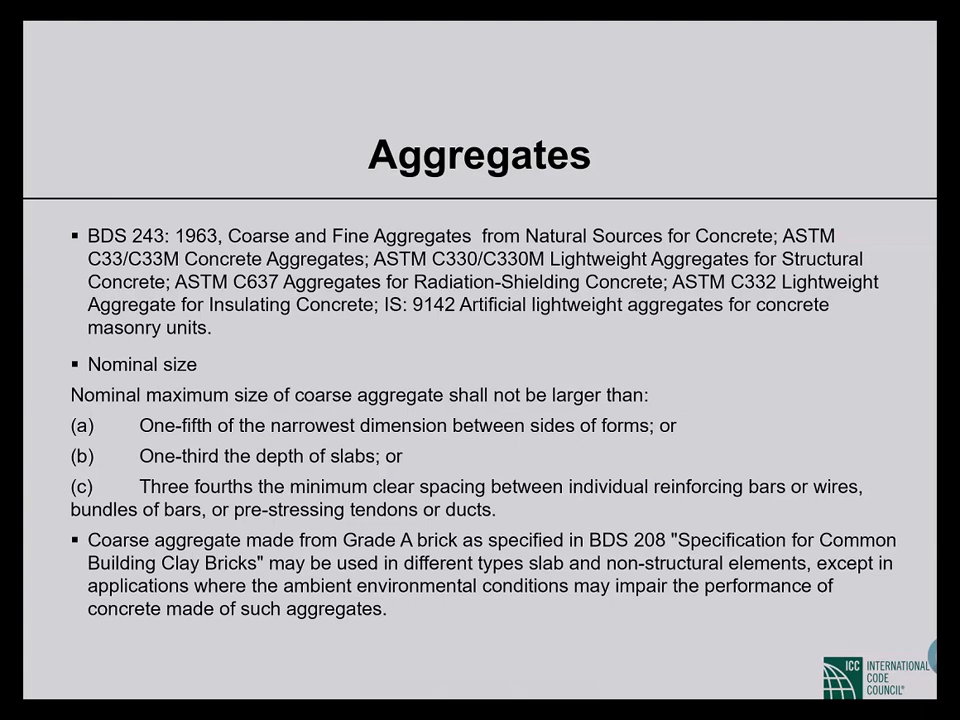 Aggregates
▪ BDS 243: 1963, Coarse and Fine Aggregates from Natural Sources for Concrete; ASTM
C33/C33M Concrete Aggregates; ASTM C330/C330M Lightweight Aggregates for Structural
Concrete; ASTM C637 Aggregates for Radiation-Shielding Concrete; ASTM C332 Lightweight
Aggregate for Insulating Concrete; IS: 9142 Artificial lightweight aggregates for concrete
masonry units.
▪ Nominal size
Nominal maximum size of coarse aggregate shall not be larger than:
(a) One-fifth of the narrowest dimension between sides of forms; or
(b) One-third the depth of slabs; or
(c) Three fourths the minimum clear spacing between individual reinforcing bars or wires,
bundles of bars, or pre-stressing tendons or ducts.
▪ Coarse aggregate made from Grade A brick as specified in BDS 208 "Specification for Common
Building Clay Bricks" may be used in different types slab and non-structural elements, except in
applications where the ambient environmental conditions may impair the performance of
concrete made of such aggregates.
ICC INTERNATIONAL
CODE
COUNCIL®